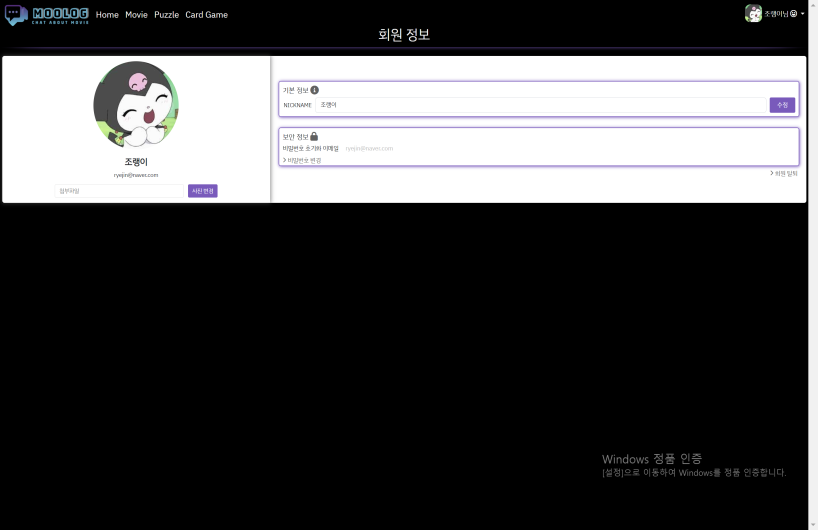 MOOLOG
CHAT ABOUT MOVIE
Home Movie Puzzle Card Game
조랭이님
회원 정보
조랭이
ryejin@naver.com
첨부파일
사진 변경
기본 정보
NICKNAME 조랭이
수정
보안 정보
비밀번호 초기화 이메일 ryejin@naver.com
비밀번호 변경
회원 탈퇴
Windows 정품 인증
[설정]으로 이동하여 Windows를 정품 인증합니다.